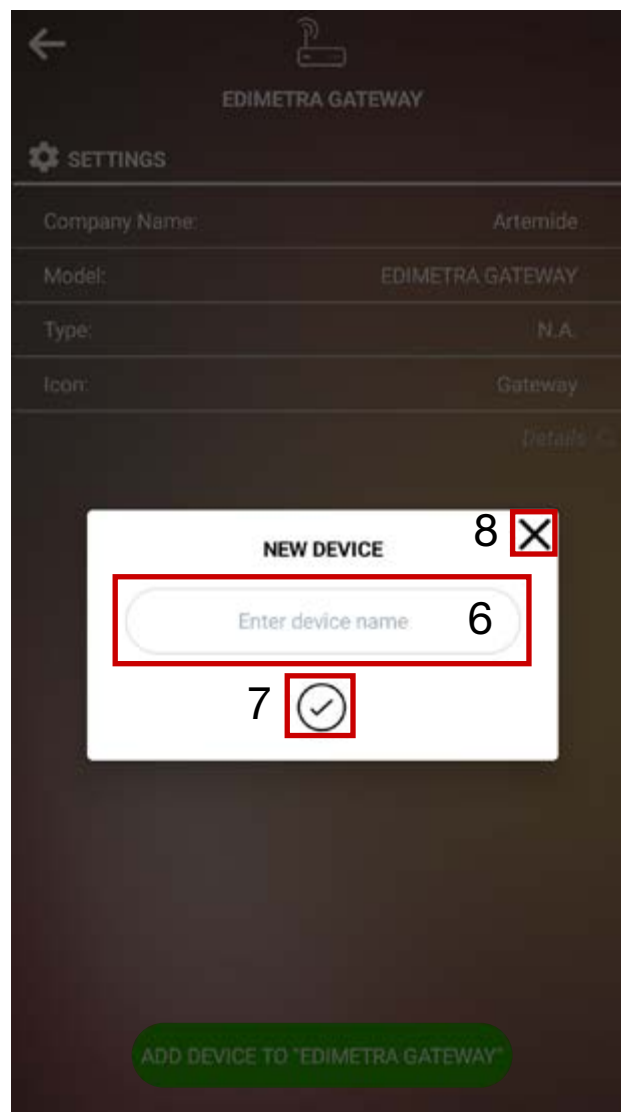 EDIMETRA GATEWAY
SETTINGS
Company Name: Artemide
Model: EDIMETRA GATEWAY
Type: N.A.
Icon: Gateway
Details
NEW DEVICE 8
Enter device name 6
7
ADD DEVICE TO "EDIMETRA GATEWAY"